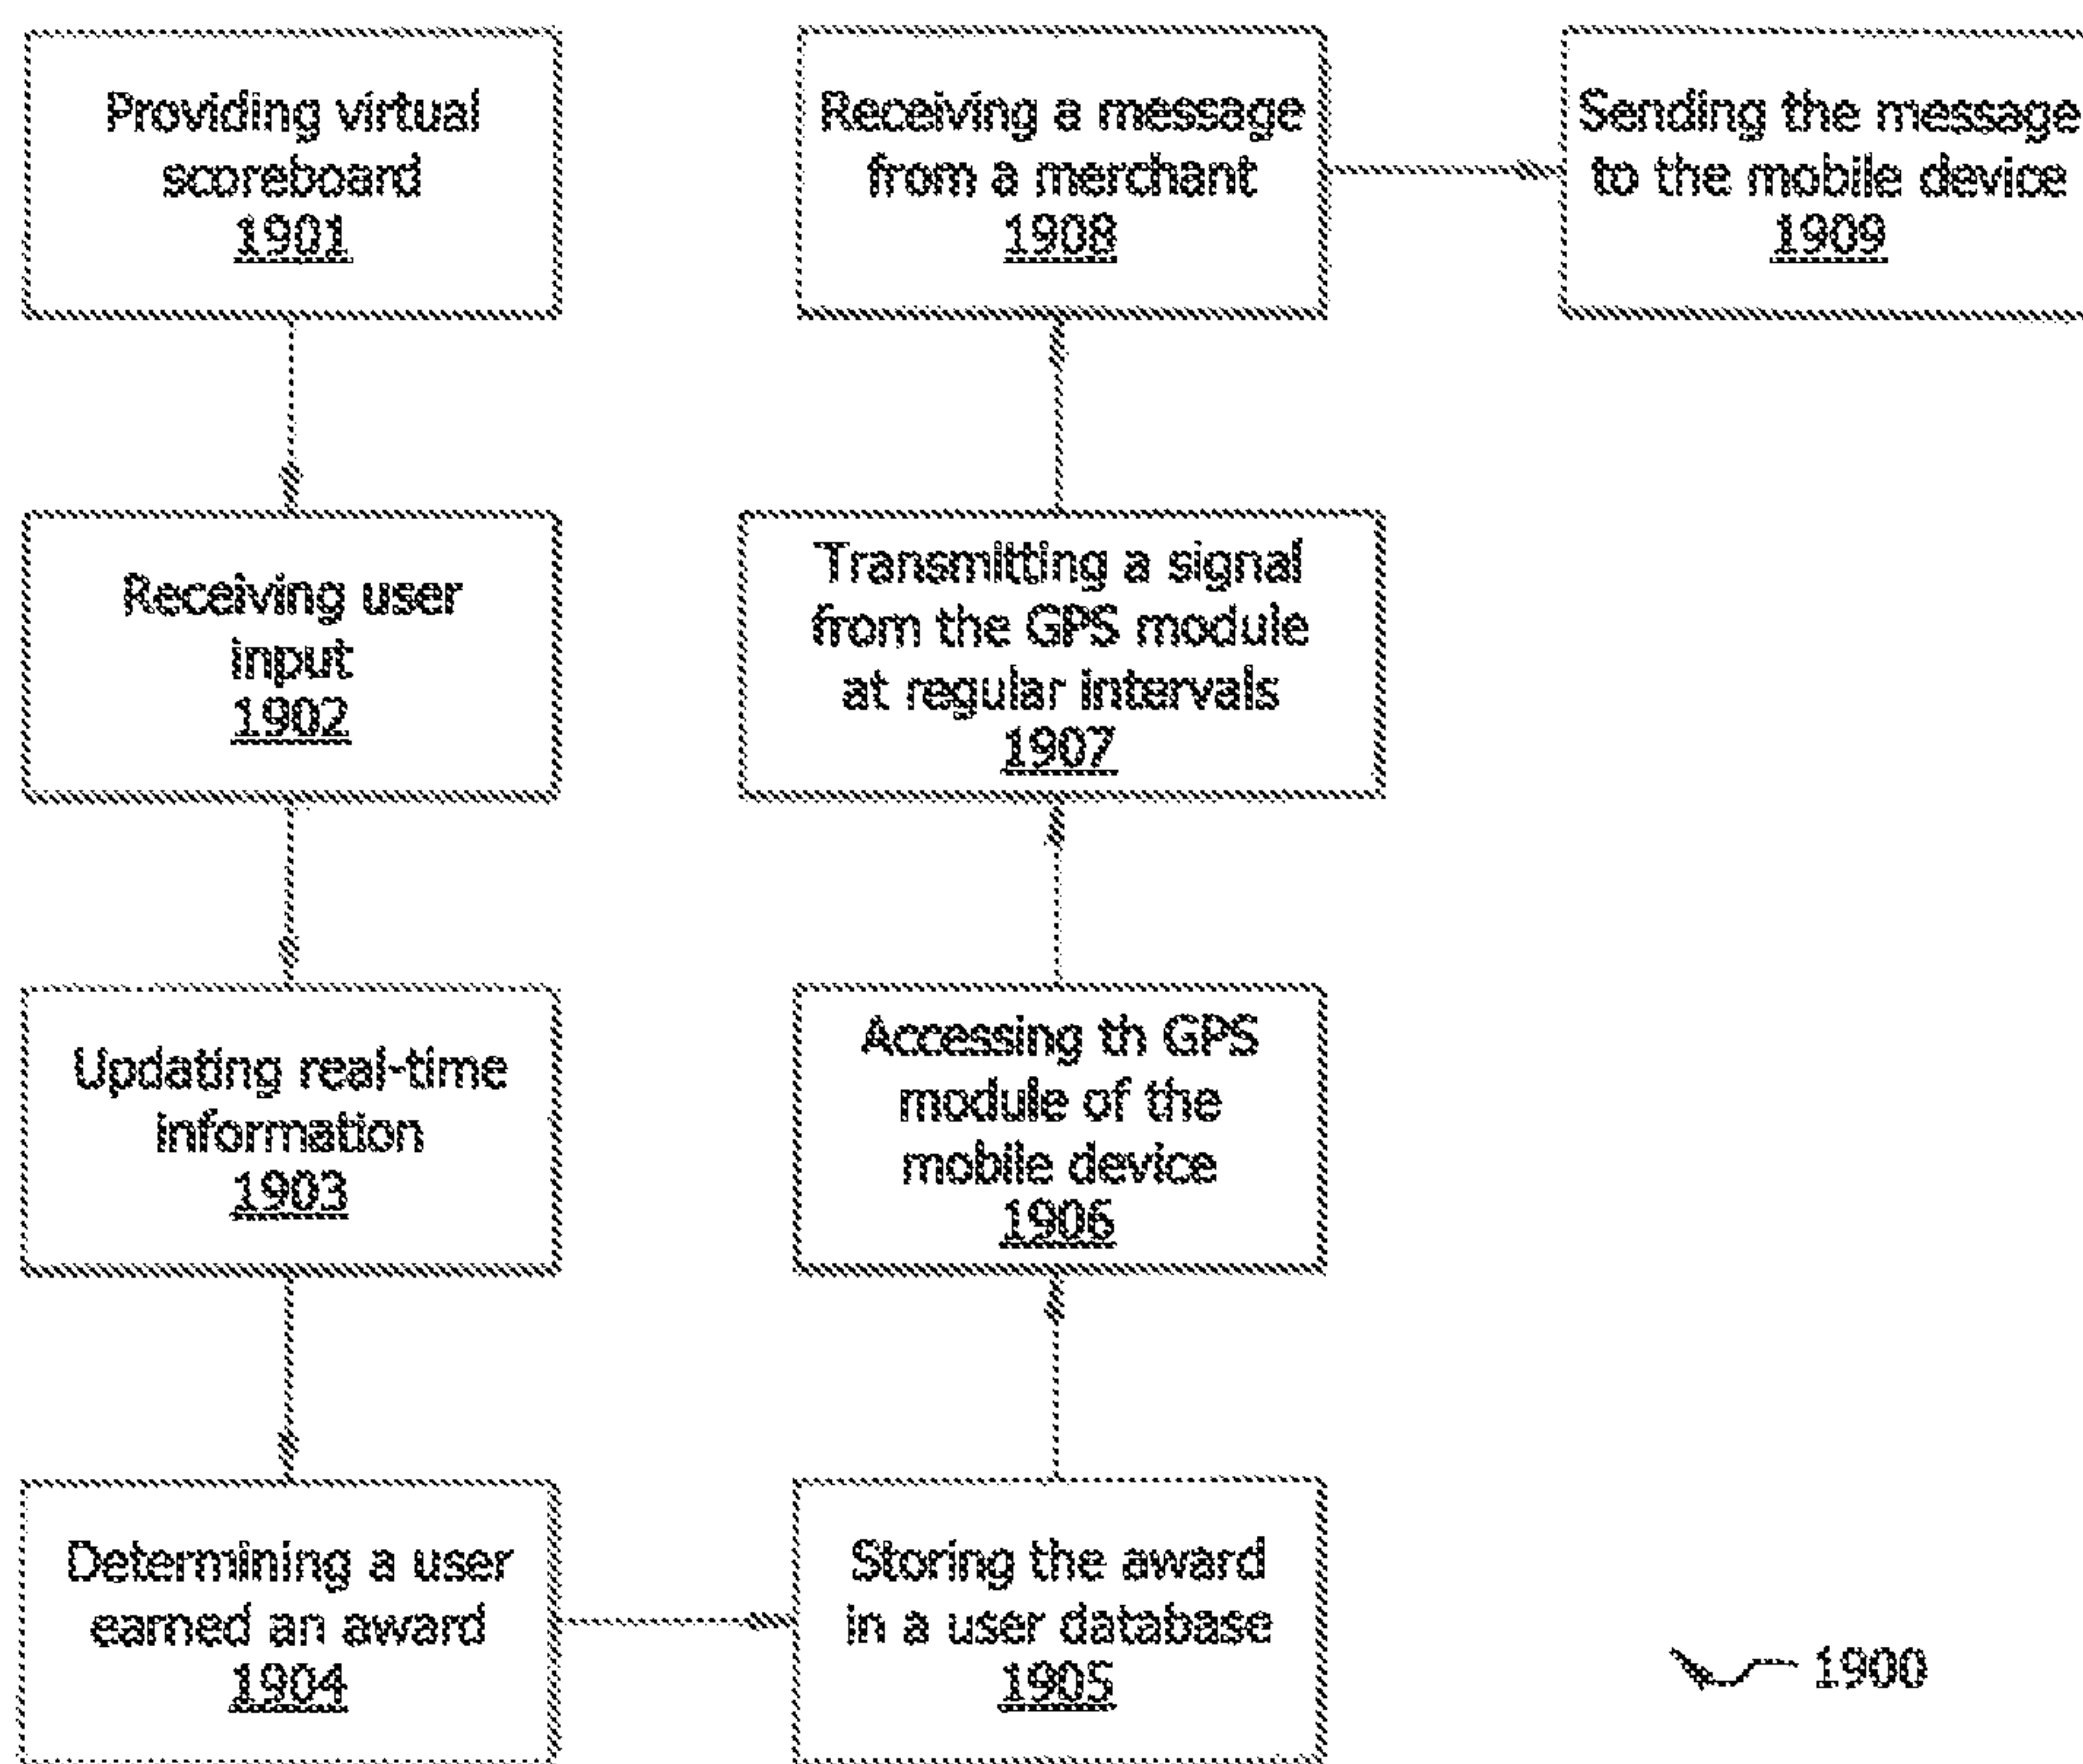 Providing virtual
scoreboard
1901
Receiving user
input
1902
Updating real-time
information
1903
Determining a user
earned an award
1904
Storing the award
in a user database
1905
Accessing th GPS
module of the
mobile device
1906
Transmitting a signal
from the GPS module
at regular intervals
1907
Receiving a message
from a merchant
1908
Sending the message
to the mobile device
1909
1900